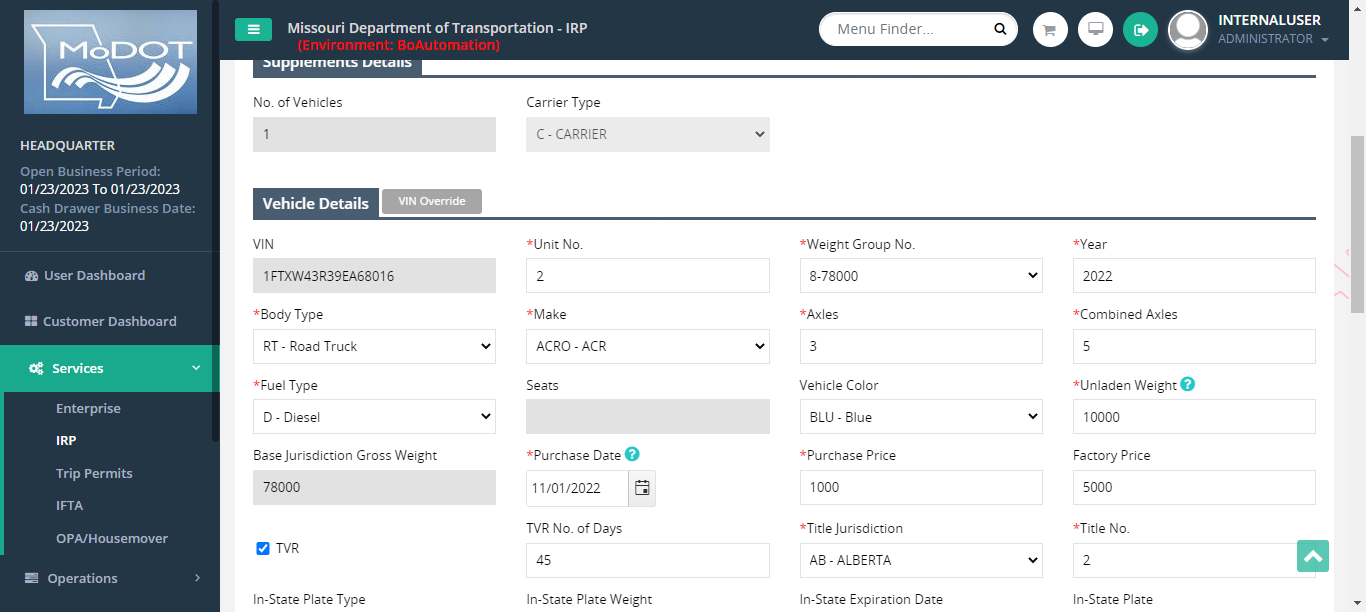 MoDOT
HEADQUARTER
Open Business Period:
01/23/2023 To 01/23/2023
Cash Drawer Business Date:
01/23/2023
User Dashboard
Customer Dashboard
Services
Enterprise
IRP
Trip Permits
IFTA
OPA/Housemover
Operations
Missouri Department of Transportation - IRP
(Environment: BoAutomation)
Menu Finder...
INTERNALUSER
ADMINISTRATOR
Supplements Details
No. of Vehicles Carrier Type
1 C - CARRIER
Vehicle Details VIN Override
VIN *Unit No. *Weight Group No. *Year
1FTXW43R39EA68016 2 8-78000 2022
*Body Type *Make *Axles *Combined Axles
RT - Road Truck ACRO - ACR 3 5
*Fuel Type Seats Vehicle Color *Unladen Weight ?
D - Diesel BLU - Blue 10000
Base Jurisdiction Gross Weight *Purchase Date ? *Purchase Price Factory Price
78000 11/01/2022 1000 5000
TVR TVR No. of Days *Title Jurisdiction *Title No.
45 AB - ALBERTA 2
In-State Plate Type In-State Plate Weight In-State Expiration Date In-State Plate